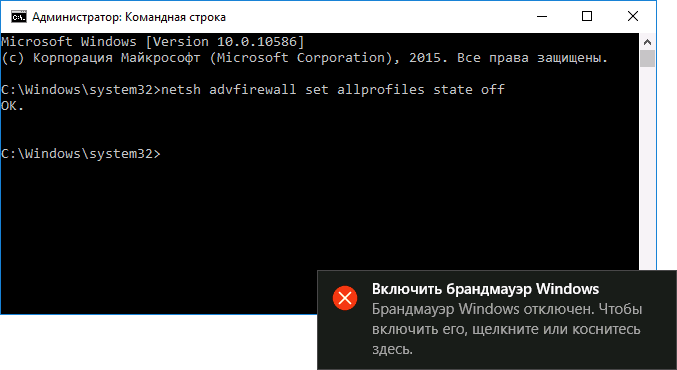 Администратор: Командная строка
Microsoft Windows [Version 10.0.10586]
(c) Корпорация Майкрософт (Microsoft Corporation), 2015. Все права защищены.
C:\Windows\system32>netsh advfirewall set allprofiles state off
ОК.
C:\Windows\system32>
Включить брандмауэр Windows
Брандмауэр Windows отключен. Чтобы
включить его, щелкните или коснитесь
здесь.